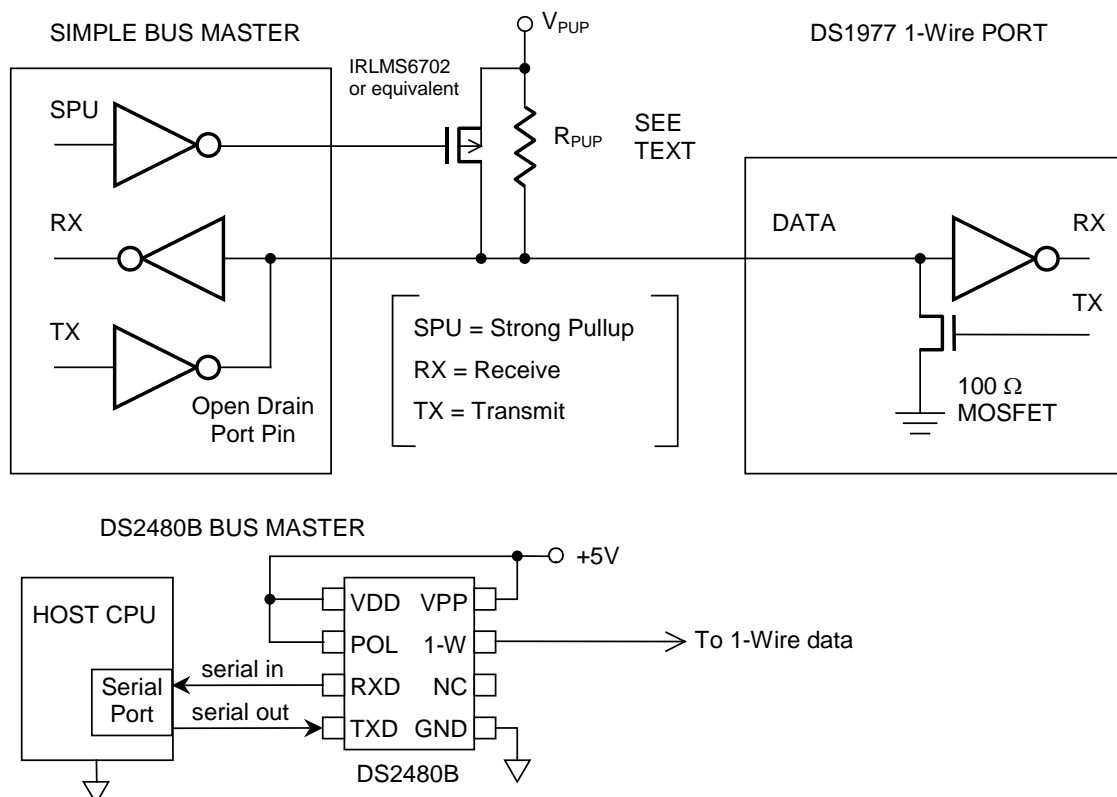 SIMPLE BUS MASTER
V_PUP
DS1977 1-Wire PORT
IRLMS6702
or equivalent
SPU
R_PUP
SEE
TEXT
RX
DATA
RX
TX
TX
SPU = Strong Pullup
RX = Receive
TX = Transmit
Open Drain
Port Pin
100 Ω
MOSFET
DS2480B BUS MASTER
+5V
HOST CPU
VDD VPP
POL 1-W
To 1-Wire data
serial in
RXD NC
Serial
Port
serial out
TXD GND
DS2480B